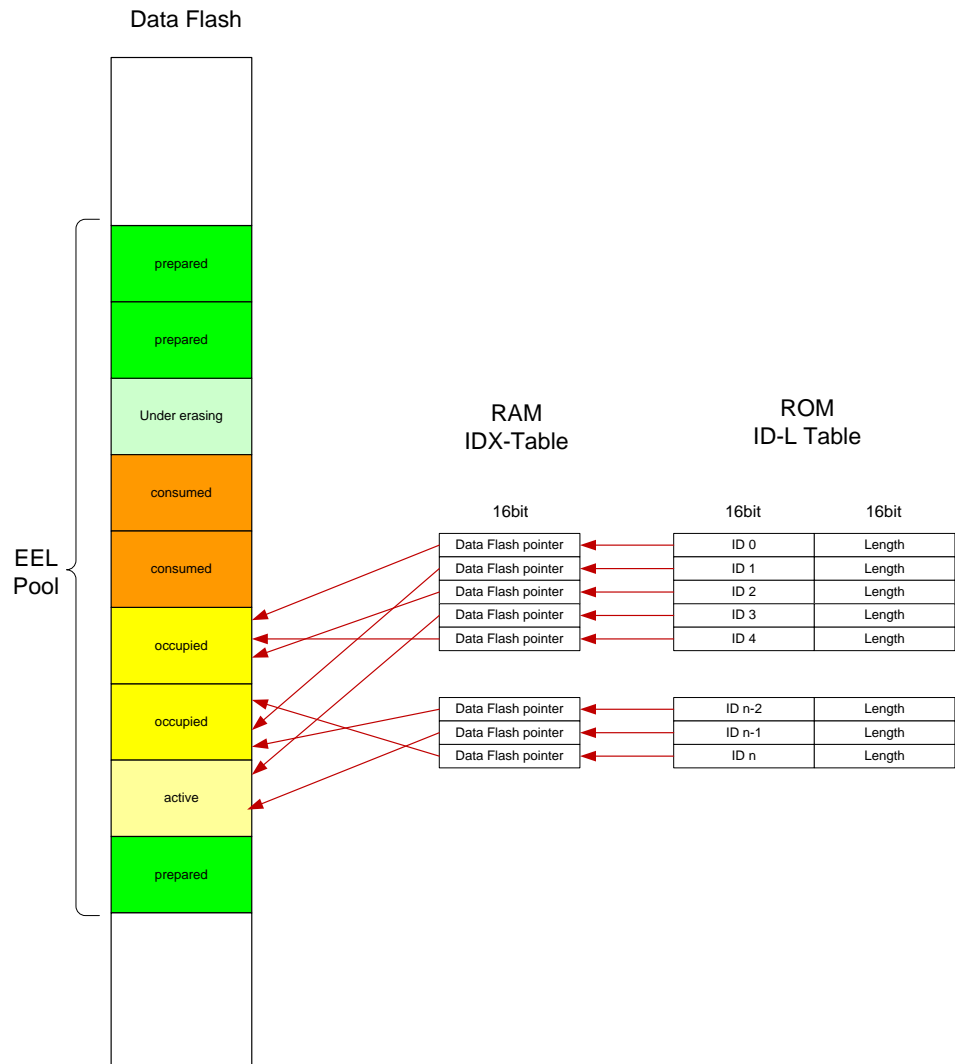 Data Flash
prepared
prepared
Under erasing
consumed
consumed
occupied
occupied
active
prepared
EEL
Pool
RAM
IDX-Table
16bit
Data Flash pointer
Data Flash pointer
Data Flash pointer
Data Flash pointer
Data Flash pointer
Data Flash pointer
Data Flash pointer
Data Flash pointer
ROM
ID-L Table
16bit 16bit
ID 0 Length
ID 1 Length
ID 2 Length
ID 3 Length
ID 4 Length
ID n-2 Length
ID n-1 Length
ID n Length